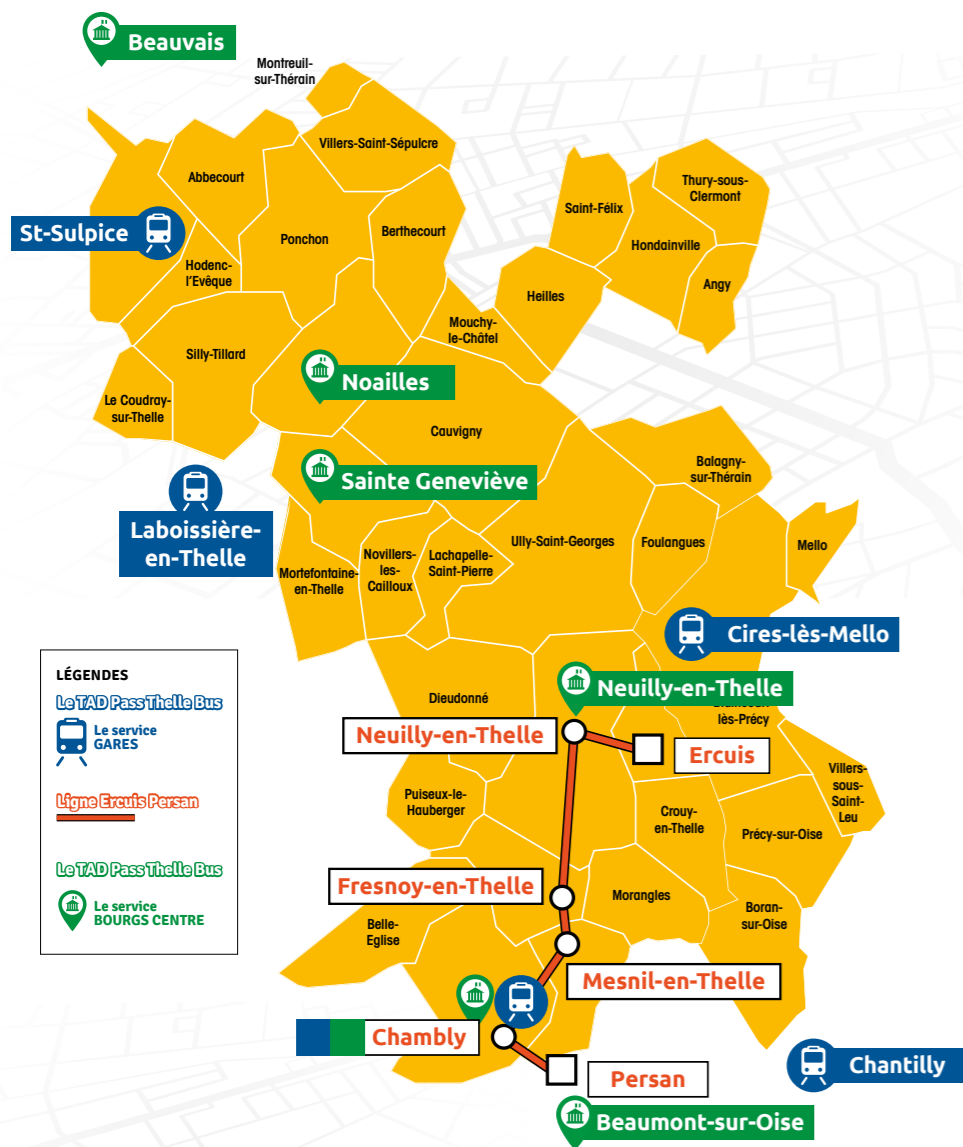 Beauvais
Montreuil-
sur-Thérain
Villers-Saint-Sépulcre
Abbecourt
Thury-sous-
Clermont
Saint-Félix
St-Sulpice
Ponchon
Berthecourt
Hondainville
Hodenc-
l'Evêque
Angy
Heilles
Mouchy-
le-Châtel
Silly-Tillard
Noailles
Le Coudray-
sur-Thelle
Cauvigny
Balagny-
sur-Thérain
Sainte Geneviève
Laboissière-
en-Thelle
Ully-Saint-Georges
Foulangues
Mello
Novillers-
les-
Cailloux
Lachapelle-
Saint-Pierre
Mortefontaine-
en-Thelle
Cires-lès-Mello
LÉGENDES
Le TAD Pass Thelle Bus
Le service
GARES
Ligne Ercuis Persan
Le TAD Pass Thelle Bus
Le service
BOURGS CENTRE
Dieudonné
Neuilly-en-Thelle
lès-Précy
Neuilly-en-Thelle
Ercuis
Villers-
sous-
Saint-
Leu
Puiseux-le-
Hauberger
Crouy-
en-Thelle
Précy-sur-Oise
Fresnoy-en-Thelle
Morangles
Boran-
sur-Oise
Belle-
Eglise
Mesnil-en-Thelle
Chambly
Chantilly
Persan
Beaumont-sur-Oise